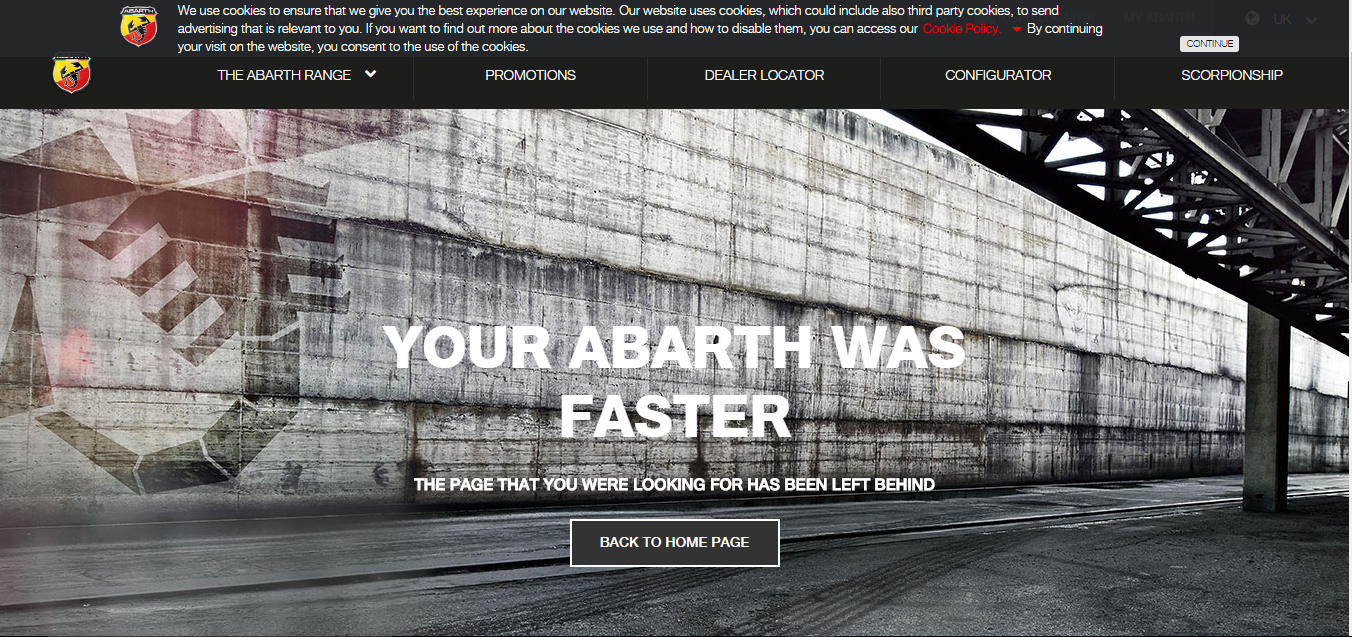 ABARTH
We use cookies to ensure that we give you the best experience on our website. Our website uses cookies, which could include also third party cookies, to send
advertising that is relevant to you. If you want to find out more about the cookies we use and how to disable them, you can access our Cookie Policy. By continuing
your visit on the website, you consent to the use of the cookies.
MY ABARTH
UK
CONTINUE
THE ABARTH RANGE
PROMOTIONS
DEALER LOCATOR
CONFIGURATOR
SCORPIONSHIP
YOUR ABARTH WAS
FASTER
THE PAGE THAT YOU WERE LOOKING FOR HAS BEEN LEFT BEHIND
BACK TO HOME PAGE